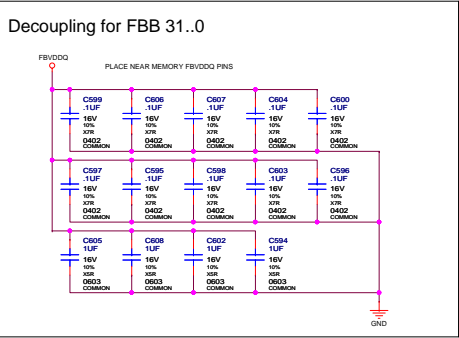 Decoupling for FBB 31..0
FBVDDQ
PLACE NEAR MEMORY FBVDDQ PINS
C599 C606 C607 C604 C600
.1UF .1UF .1UF .1UF .1UF
16V 16V 16V 16V 16V
10% 10% 10% 10% 10%
X7R X7R X7R X7R X7R
0402 0402 0402 0402 0402
COMMON COMMON COMMON COMMON COMMON
C597 C595 C598 C603 C596
.1UF .1UF .1UF .1UF .1UF
16V 16V 16V 16V 16V
10% 10% 10% 10% 10%
X7R X7R X7R X7R X7R
0402 0402 0402 0402 0402
COMMON COMMON COMMON COMMON COMMON
C605 C608 C602 C594
1UF 1UF 1UF 1UF
16V 16V 16V 16V
10% 10% 10% 10%
X5R X5R X5R X5R
0603 0603 0603 0603
COMMON COMMON COMMON COMMON
GND